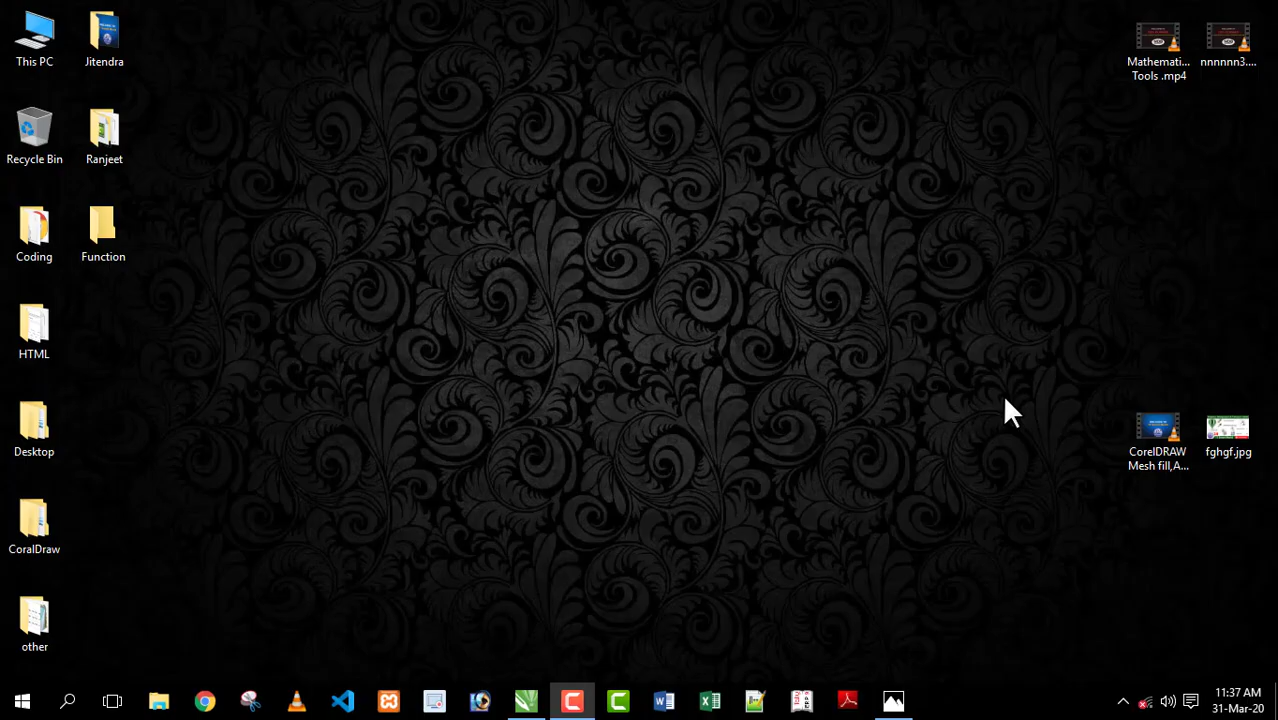 This PC
Jitendra
Recycle Bin
Ranjeet
Coding
Function
HTML
Desktop
CoralDraw
other
Mathemati...
Tools .mp4
nnnnnn3....
CorelDRAW
Mesh fill,A...
fghgf.jpg
11:37 AM
31-Mar-20